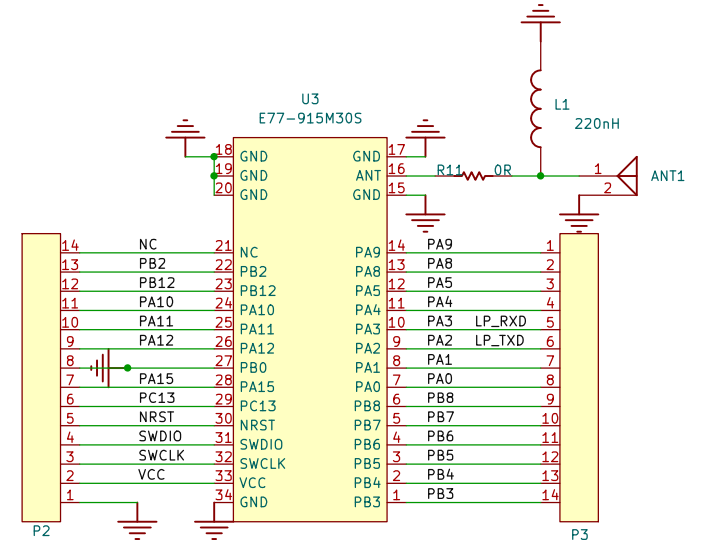 L1
220nH
U3
E77-915M30S
18 GND GND 17
19 GND ANT 16 R11 0R 1 ANT1
20 GND GND 15 2
14 NC 21 NC PA9 14 PA9 1
13 PB2 22 PB2 PA8 13 PA8 2
12 PB12 23 PB12 PA5 12 PA5 3
11 PA10 24 PA10 PA4 11 PA4 4
10 PA11 25 PA11 PA3 10 PA3 LP_RXD 5
9 PA12 26 PA12 PA2 9 PA2 LP_TXD 6
8 27 PB0 PA1 8 PA1 7
7 PA15 28 PA15 PA0 7 PA0 8
6 PC13 29 PC13 PB8 6 PB8 9
5 NRST 30 NRST PB7 5 PB7 10
4 SWDIO 31 SWDIO PB6 4 PB6 11
3 SWCLK 32 SWCLK PB5 3 PB5 12
2 VCC 33 VCC PB4 2 PB4 13
1 34 GND PB3 1 PB3 14
P2 P3